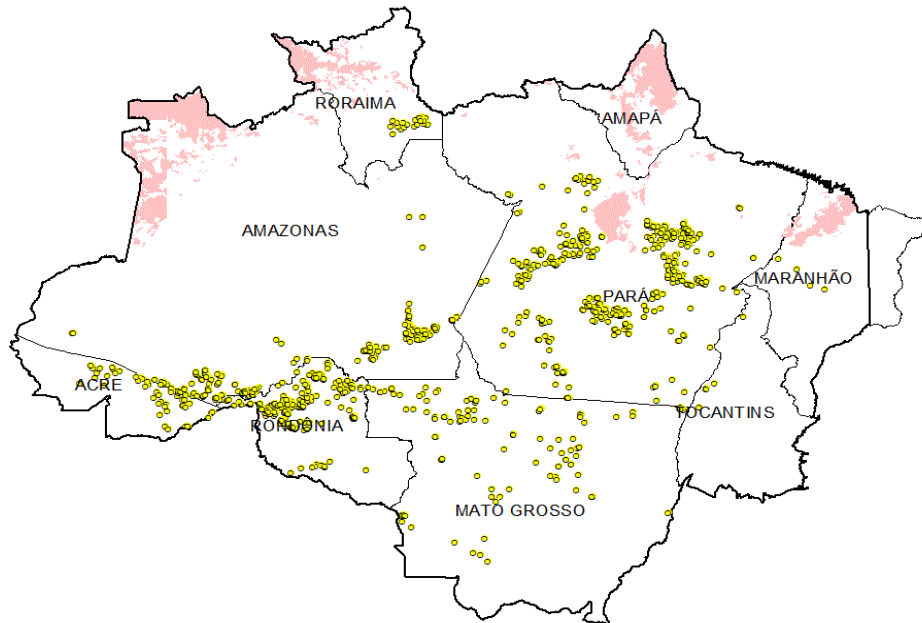 RORAIMA
AMAPÁ
AMAZONAS
MARANHÃO
PARÁ
ACRE
TOCANTINS
RONDÔNIA
MATO GROSSO